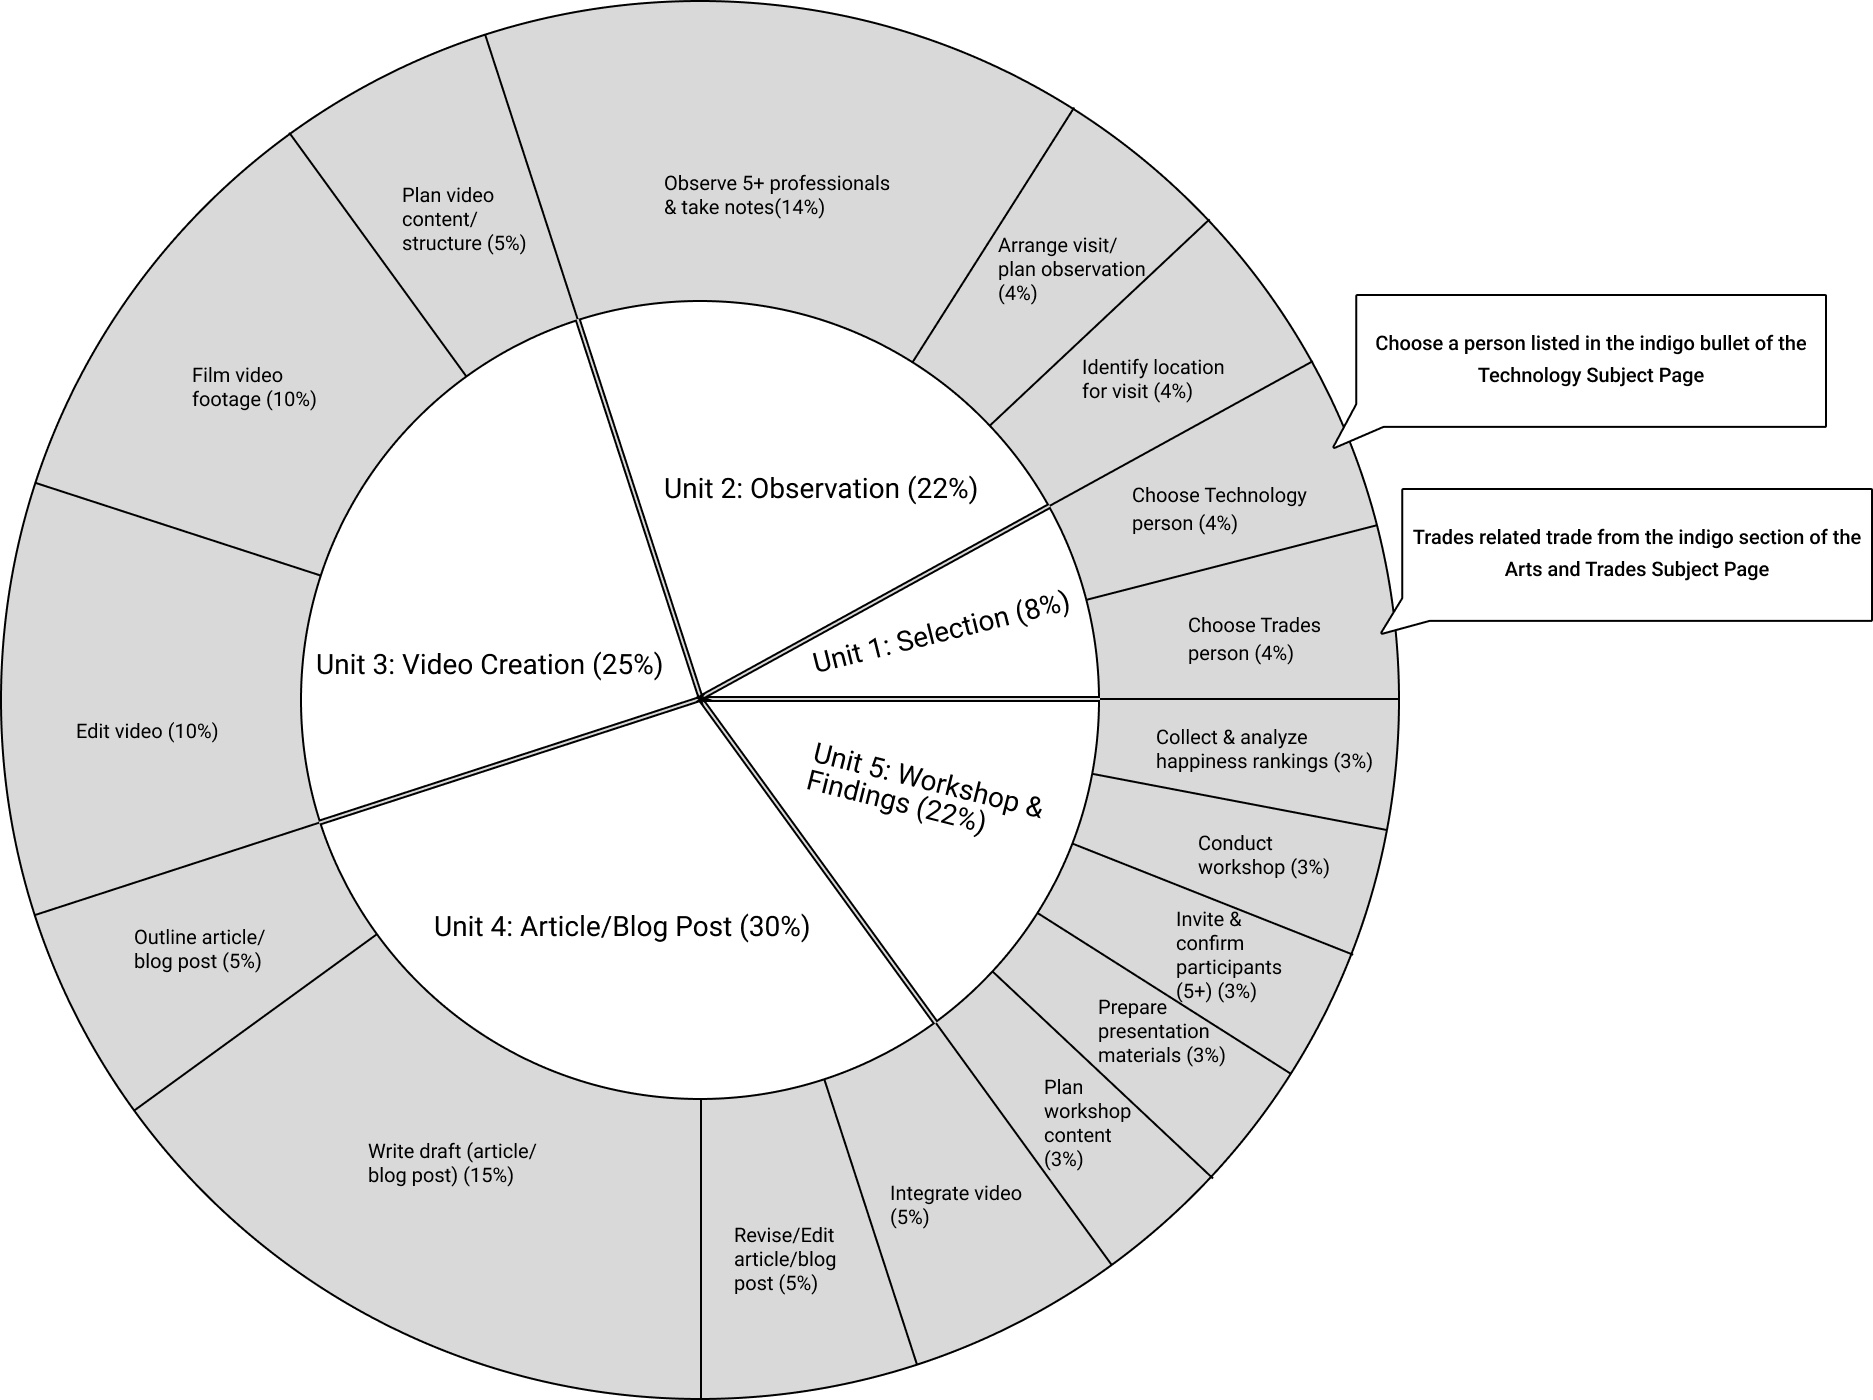 Observe 5+ professionals
& take notes(14%)
Plan video
content/
structure (5%)
Arrange visit/
plan observation
(4%)
Identify location
for visit (4%)
Choose a person listed in the indigo bullet of the
Technology Subject Page
Film video
footage (10%)
Unit 2: Observation (22%)
Choose Technology
person (4%)
Trades related trade from the indigo section of the
Arts and Trades Subject Page
Unit 1: Selection (8%)
Choose Trades
person (4%)
Unit 3: Video Creation (25%)
Edit video (10%)
Unit 5: Workshop &
Findings (22%)
Collect & analyze
happiness rankings (3%)
Conduct
workshop (3%)
Unit 4: Article/Blog Post (30%)
Outline article/
blog post (5%)
Invite &
confirm
participants
(5+) (3%)
Prepare
presentation
materials (3%)
Plan
workshop
content
(3%)
Write draft (article/
blog post) (15%)
Integrate video
(5%)
Revise/Edit
article/blog
post (5%)